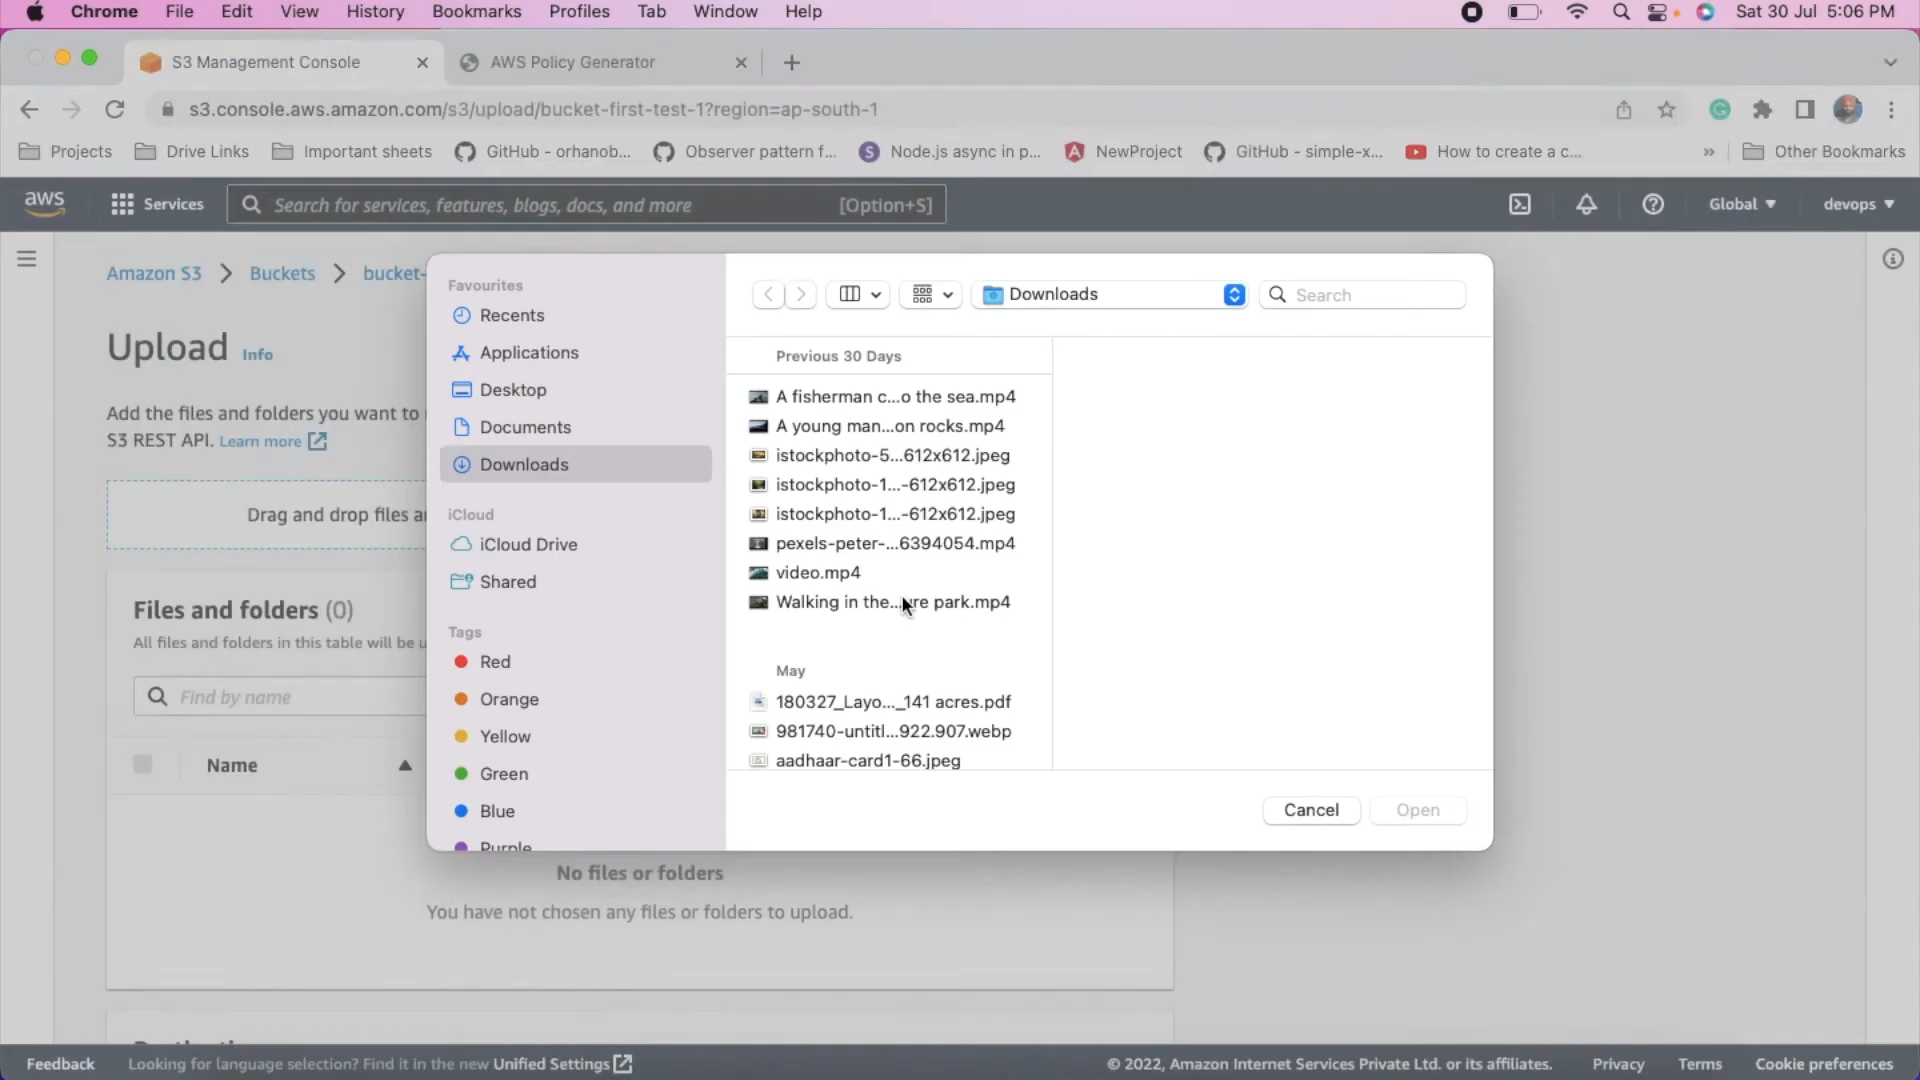 Chrome File Edit View History Bookmarks Profiles Tab Window Help Sat 30 Jul 5:06 PM
S3 Management Console AWS Policy Generator
s3.console.aws.amazon.com/s3/upload/bucket-first-test-1?region=ap-south-1
Projects Drive Links Important sheets GitHub - orhanob... Observer pattern f... Node.js async in p... NewProject GitHub - simple-x... How to create a c... » Other Bookmarks
aws Services Search for services, features, blogs, docs, and more [Option+S] Global devops
Amazon S3 Buckets bucket-
Upload Info
Add the files and folders you want to
S3 REST API. Learn more
Drag and drop files
Files and folders (0)
All files and folders in this table will be
Find by name
Name
No files or folders
You have not chosen any files or folders to upload.
Favourites
Recents
Applications
Desktop
Documents
Downloads
iCloud
iCloud Drive
Shared
Tags
Red
Orange
Yellow
Green
Blue
Purple
Downloads Search
Previous 30 Days
A fisherman c...o the sea.mp4
A young man...on rocks.mp4
istockphoto-5...612x612.jpeg
istockphoto-1...-612x612.jpeg
istockphoto-1...-612x612.jpeg
pexels-peter-...6394054.mp4
video.mp4
Walking in the...re park.mp4
May
180327_Layo..._141 acres.pdf
981740-untitl...922.907.webp
aadhaar-card1-66.jpeg
Cancel Open
Feedback Looking for language selection? Find it in the new Unified Settings © 2022, Amazon Internet Services Private Ltd. or its affiliates. Privacy Terms Cookie preferences